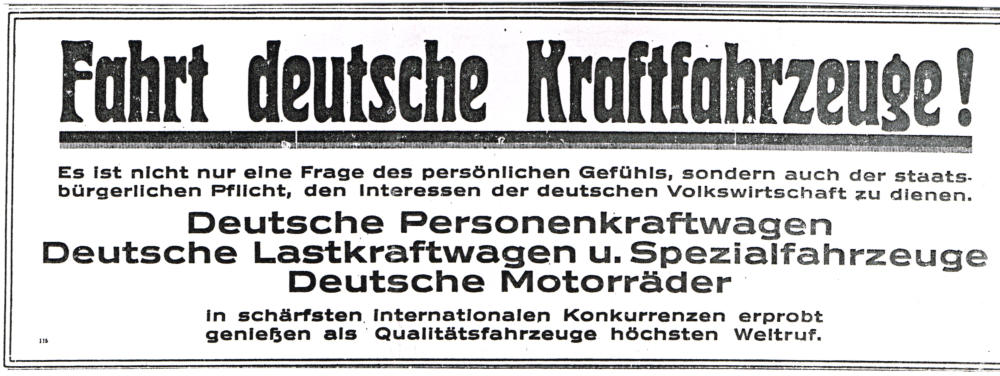 Fahrt deutsche Kraftfahrzeuge!
Es ist nicht nur eine Frage des persönlichen Gefühls, sondern auch der staats-
bürgerlichen Pflicht, den Interessen der deutschen Volkswirtschaft zu dienen.
Deutsche Personenkraftwagen
Deutsche Lastkraftwagen u. Spezialfahrzeuge
Deutsche Motorräder
in schärfsten internationalen Konkurrenzen erprobt
genießen als Qualitätsfahrzeuge höchsten Weltruf.